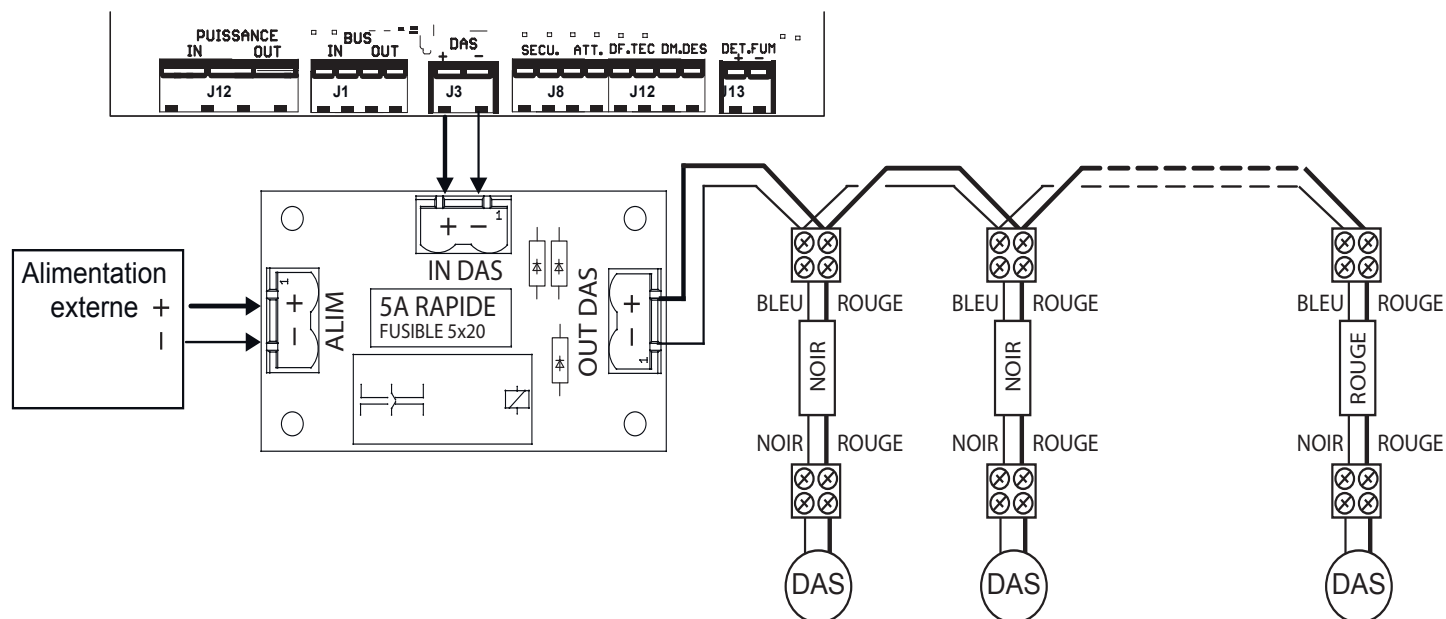 PUISSANCE
IN OUT
BUS
IN OUT
DAS
+ −
SECU. ATT. DF.TEC DM.DES
DET.FUM
+ −
J12
J1
J3
J8
J12
J13
Alimentation
externe +
−
1
+ −
ALIM
+ − 1
IN DAS
5A RAPIDE
FUSIBLE 5x20
OUT DAS
+ −
1
BLEU ROUGE
BLEU ROUGE
BLEU ROUGE
NOIR
NOIR
ROUGE
NOIR ROUGE
NOIR ROUGE
NOIR ROUGE
DAS
DAS
DAS